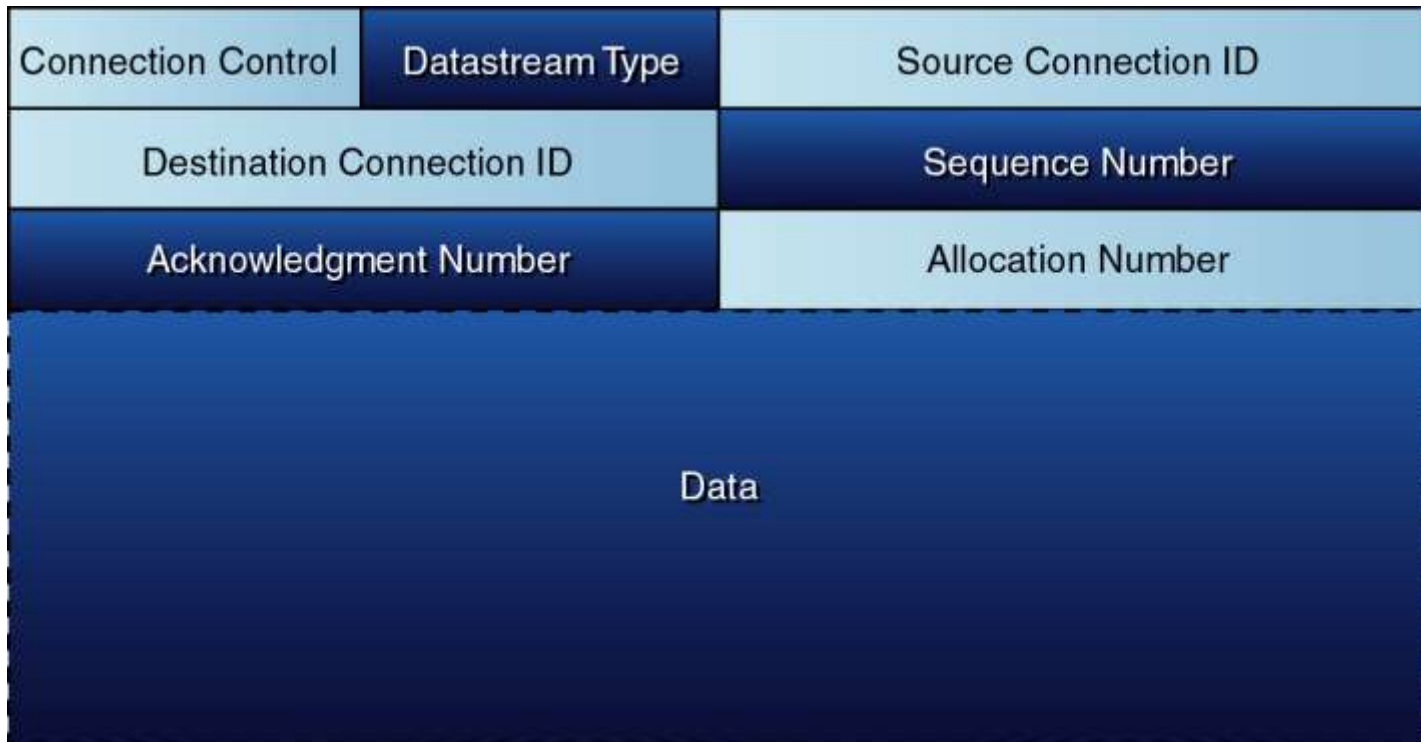 Connection Control
Datastream Type
Source Connection ID
Destination Connection ID
Sequence Number
Acknowledgment Number
Allocation Number
Data